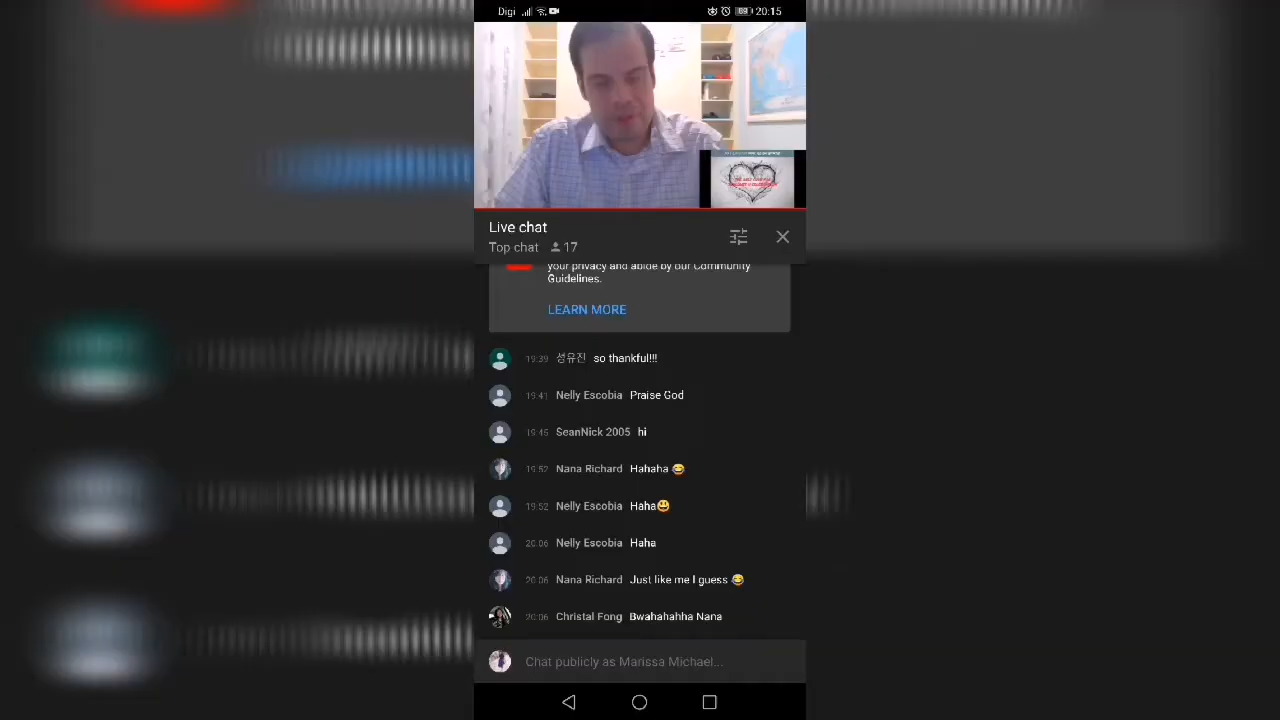 Digi
89
20:15
Live chat
Top chat 17
your privacy and abide by our Community
Guidelines.
LEARN MORE
19:39 성유진 so thankful!!!
19:41 Nelly Escobia Praise God
19:45 SeanNick 2005 hi
19:52 Nana Richard Hahaha 😂
19:52 Nelly Escobia Haha😃
20:06 Nelly Escobia Haha
20:06 Nana Richard Just like me I guess 😂
20:06 Christal Fong Bwahahahha Nana
Chat publicly as Marissa Michael...